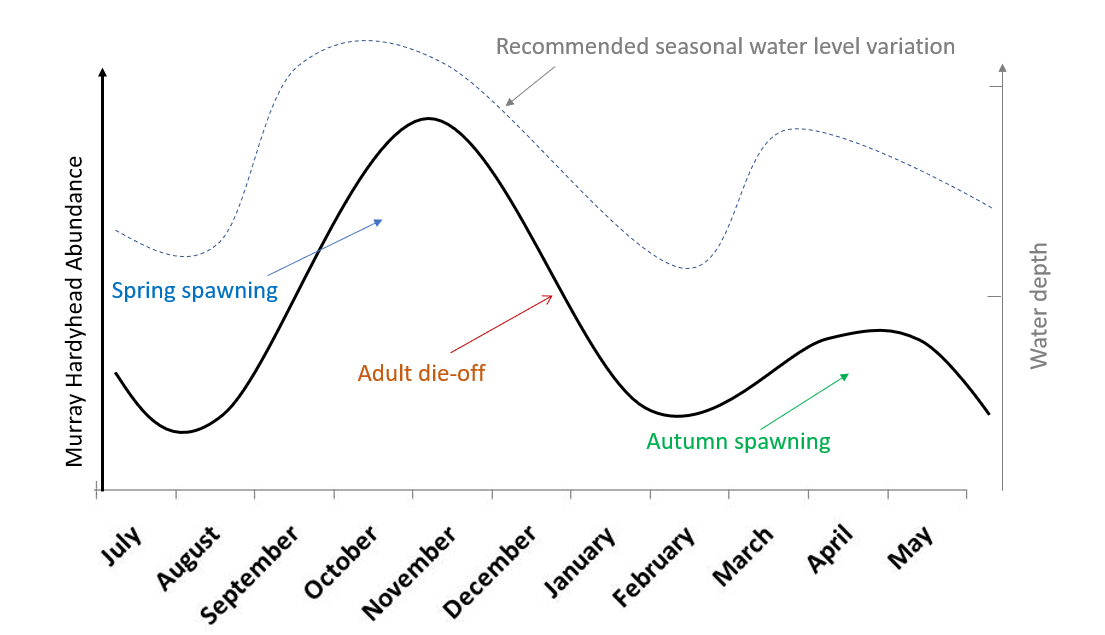 Recommended seasonal water level variation
Murray Hardyhead Abundance
Water depth
Spring spawning
Adult die-off
Autumn spawning
July
August
September
October
November
December
January
February
March
April
May